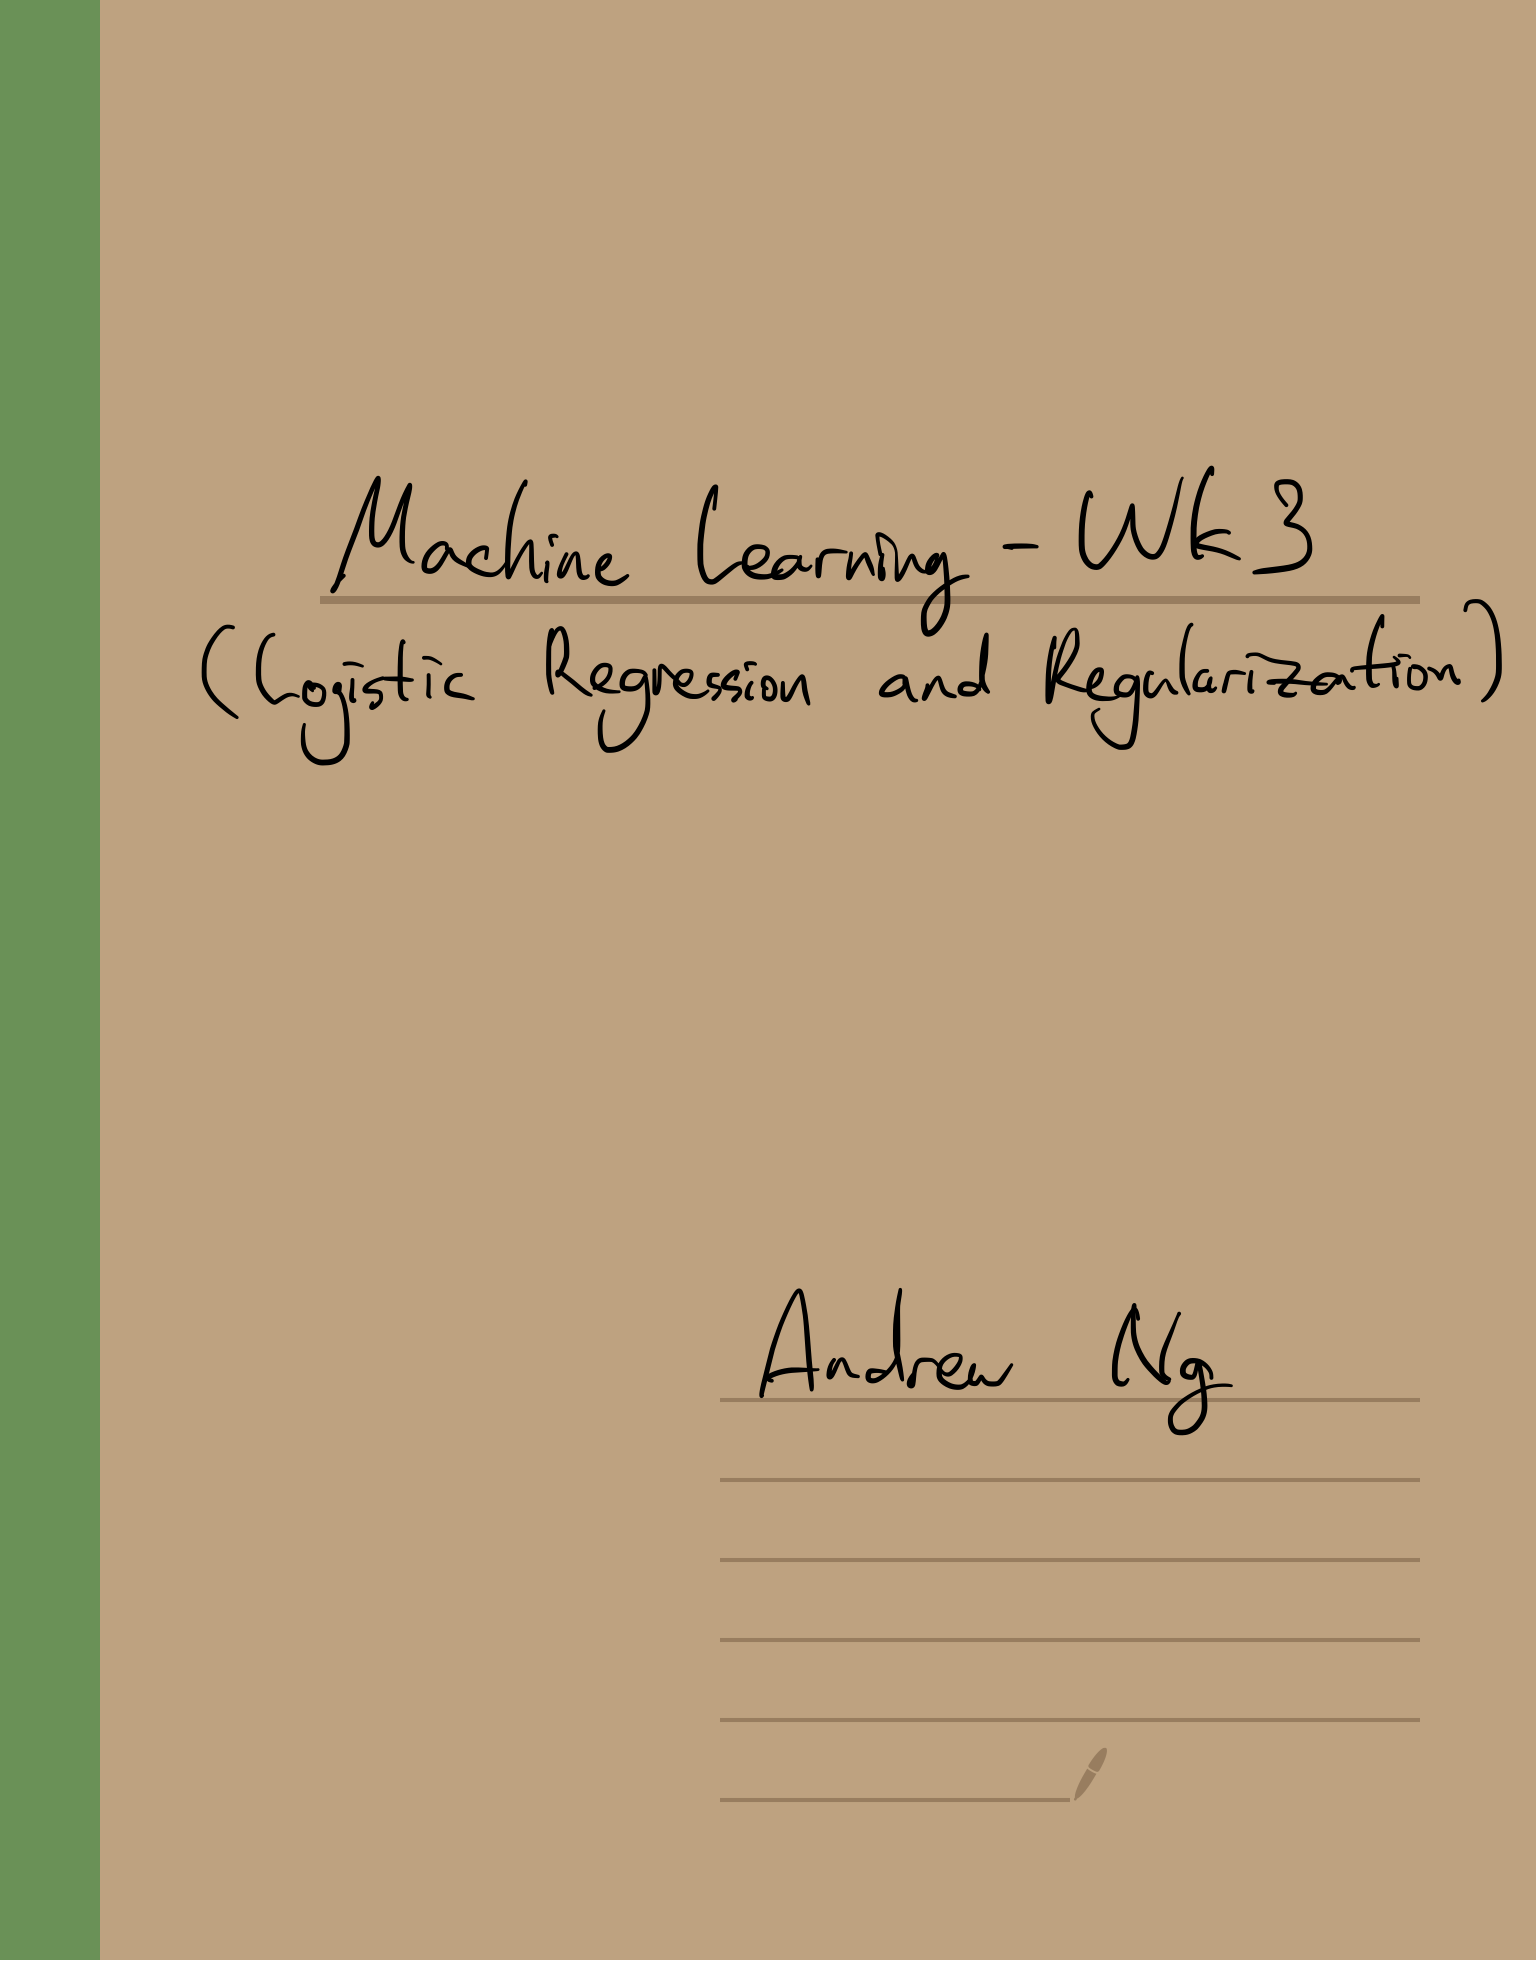 Machine Learning - Wk 3
(Logistic Regression and Regularization)
Andrew Ng